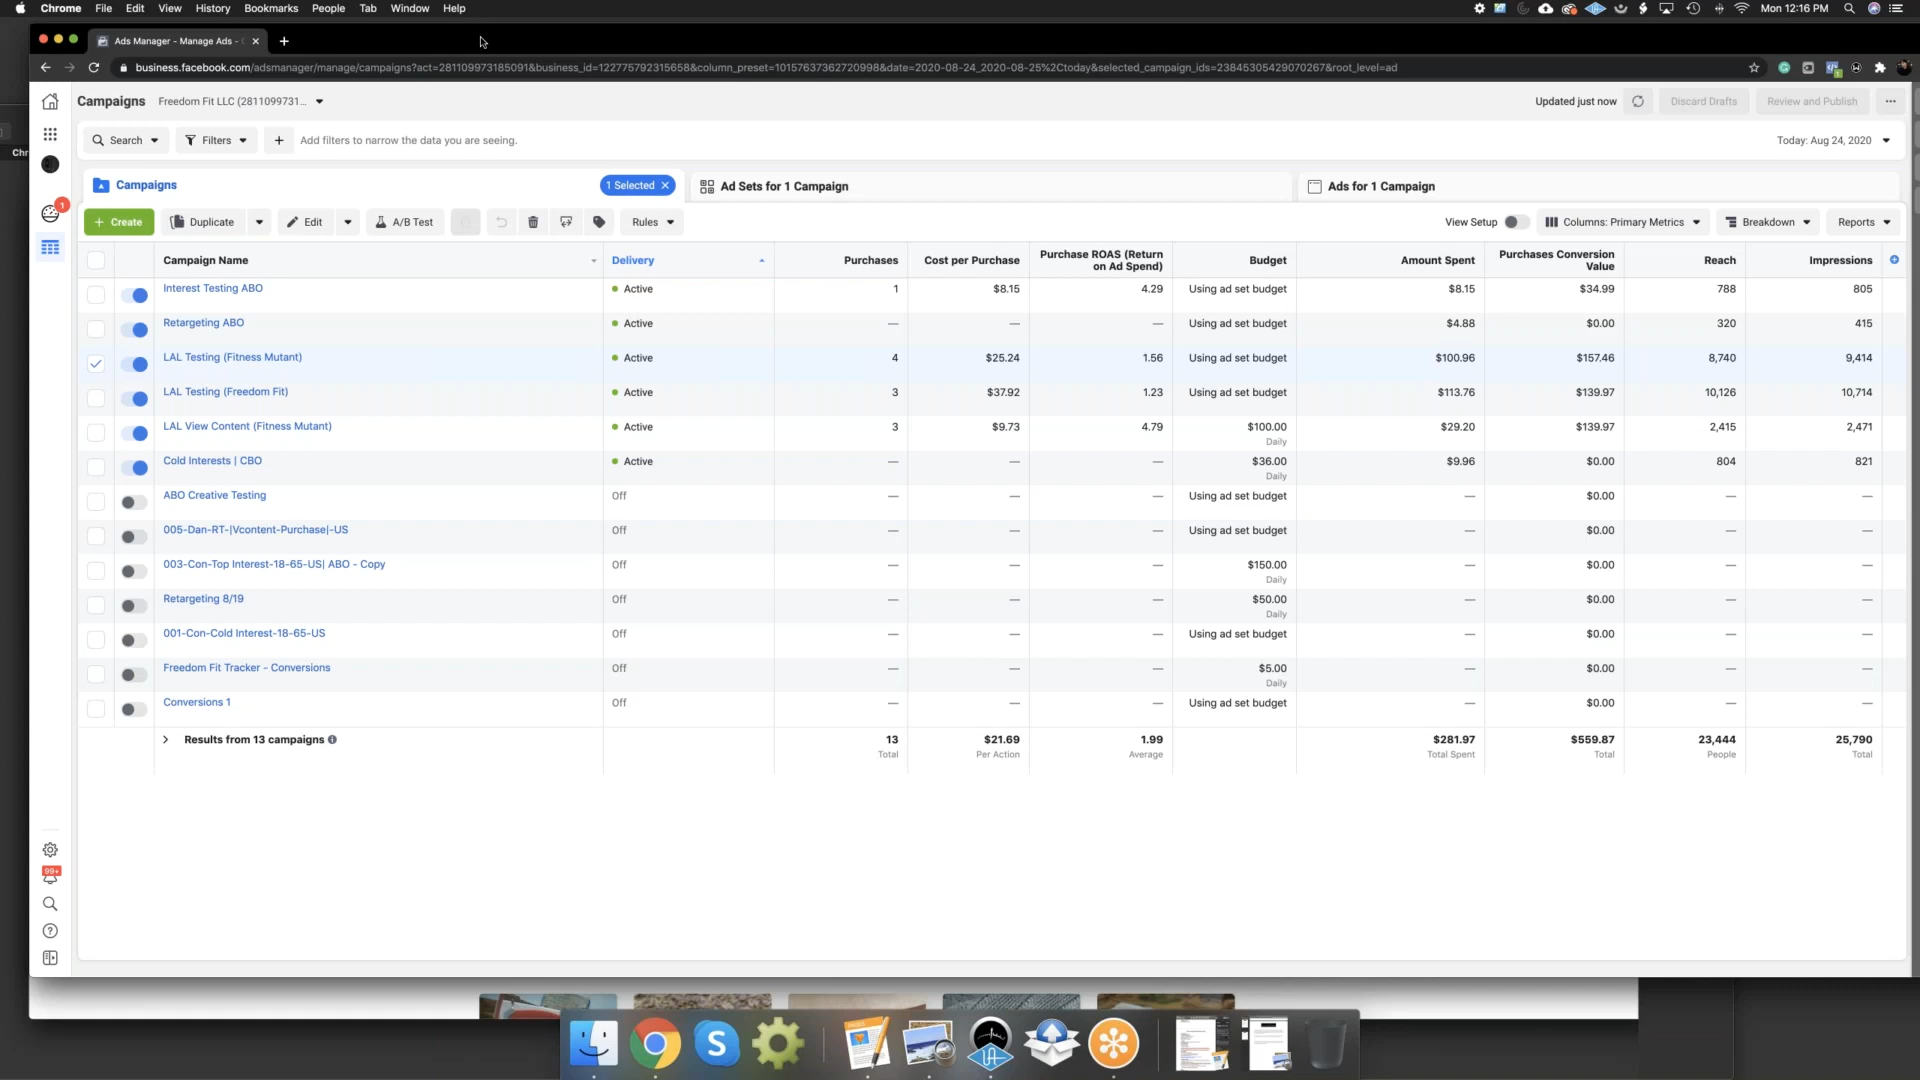 Chrome File Edit View History Bookmarks People Tab Window Help Mon 12:16 PM
Ads Manager - Manage Ads -
business.facebook.com/adsmanager/manage/campaigns?act=281109973185091&business_id=122775792315658&column_preset=10157637362720998&date=2020-08-24_2020-08-25%2Ctoday&selected_campaign_ids=23845305429070267&root_level=ad
Campaigns Freedom Fit LLC (2811099731... Updated just now Discard Drafts Review and Publish
Search Filters + Add filters to narrow the data you are seeing. Today: Aug 24, 2020
Chr
Campaigns 1 Selected × Ad Sets for 1 Campaign Ads for 1 Campaign
1
+ Create Duplicate Edit A/B Test Rules View Setup Columns: Primary Metrics Breakdown Reports
Campaign Name Delivery Purchases Cost per Purchase Purchase ROAS (Return on Ad Spend) Budget Amount Spent Purchases Conversion Value Reach Impressions
Interest Testing ABO Active 1 $8.15 4.29 Using ad set budget $8.15 $34.99 788 805
Retargeting ABO Active — — — Using ad set budget $4.88 $0.00 320 415
LAL Testing (Fitness Mutant) Active 4 $25.24 1.56 Using ad set budget $100.96 $157.46 8,740 9,414
LAL Testing (Freedom Fit) Active 3 $37.92 1.23 Using ad set budget $113.76 $139.97 10,126 10,714
LAL View Content (Fitness Mutant) Active 3 $9.73 4.79 $100.00 $29.20 $139.97 2,415 2,471
Daily
Cold Interests | CBO Active — — — $36.00 $9.96 $0.00 804 821
Daily
ABO Creative Testing Off — — — Using ad set budget — $0.00 — —
005-Dan-RT-|Vcontent-Purchase|-US Off — — — Using ad set budget — $0.00 — —
003-Con-Top Interest-18-65-US| ABO - Copy Off — — — $150.00 — $0.00 — —
Daily
Retargeting 8/19 Off — — — $50.00 — $0.00 — —
Daily
001-Con-Cold Interest-18-65-US Off — — — Using ad set budget — $0.00 — —
Freedom Fit Tracker - Conversions Off — — — $5.00 — $0.00 — —
Daily
Conversions 1 Off — — — Using ad set budget — $0.00 — —
Results from 13 campaigns 13 $21.69 1.99 $281.97 $559.87 23,444 25,790
Total Per Action Average Total Spent Total People Total
99+